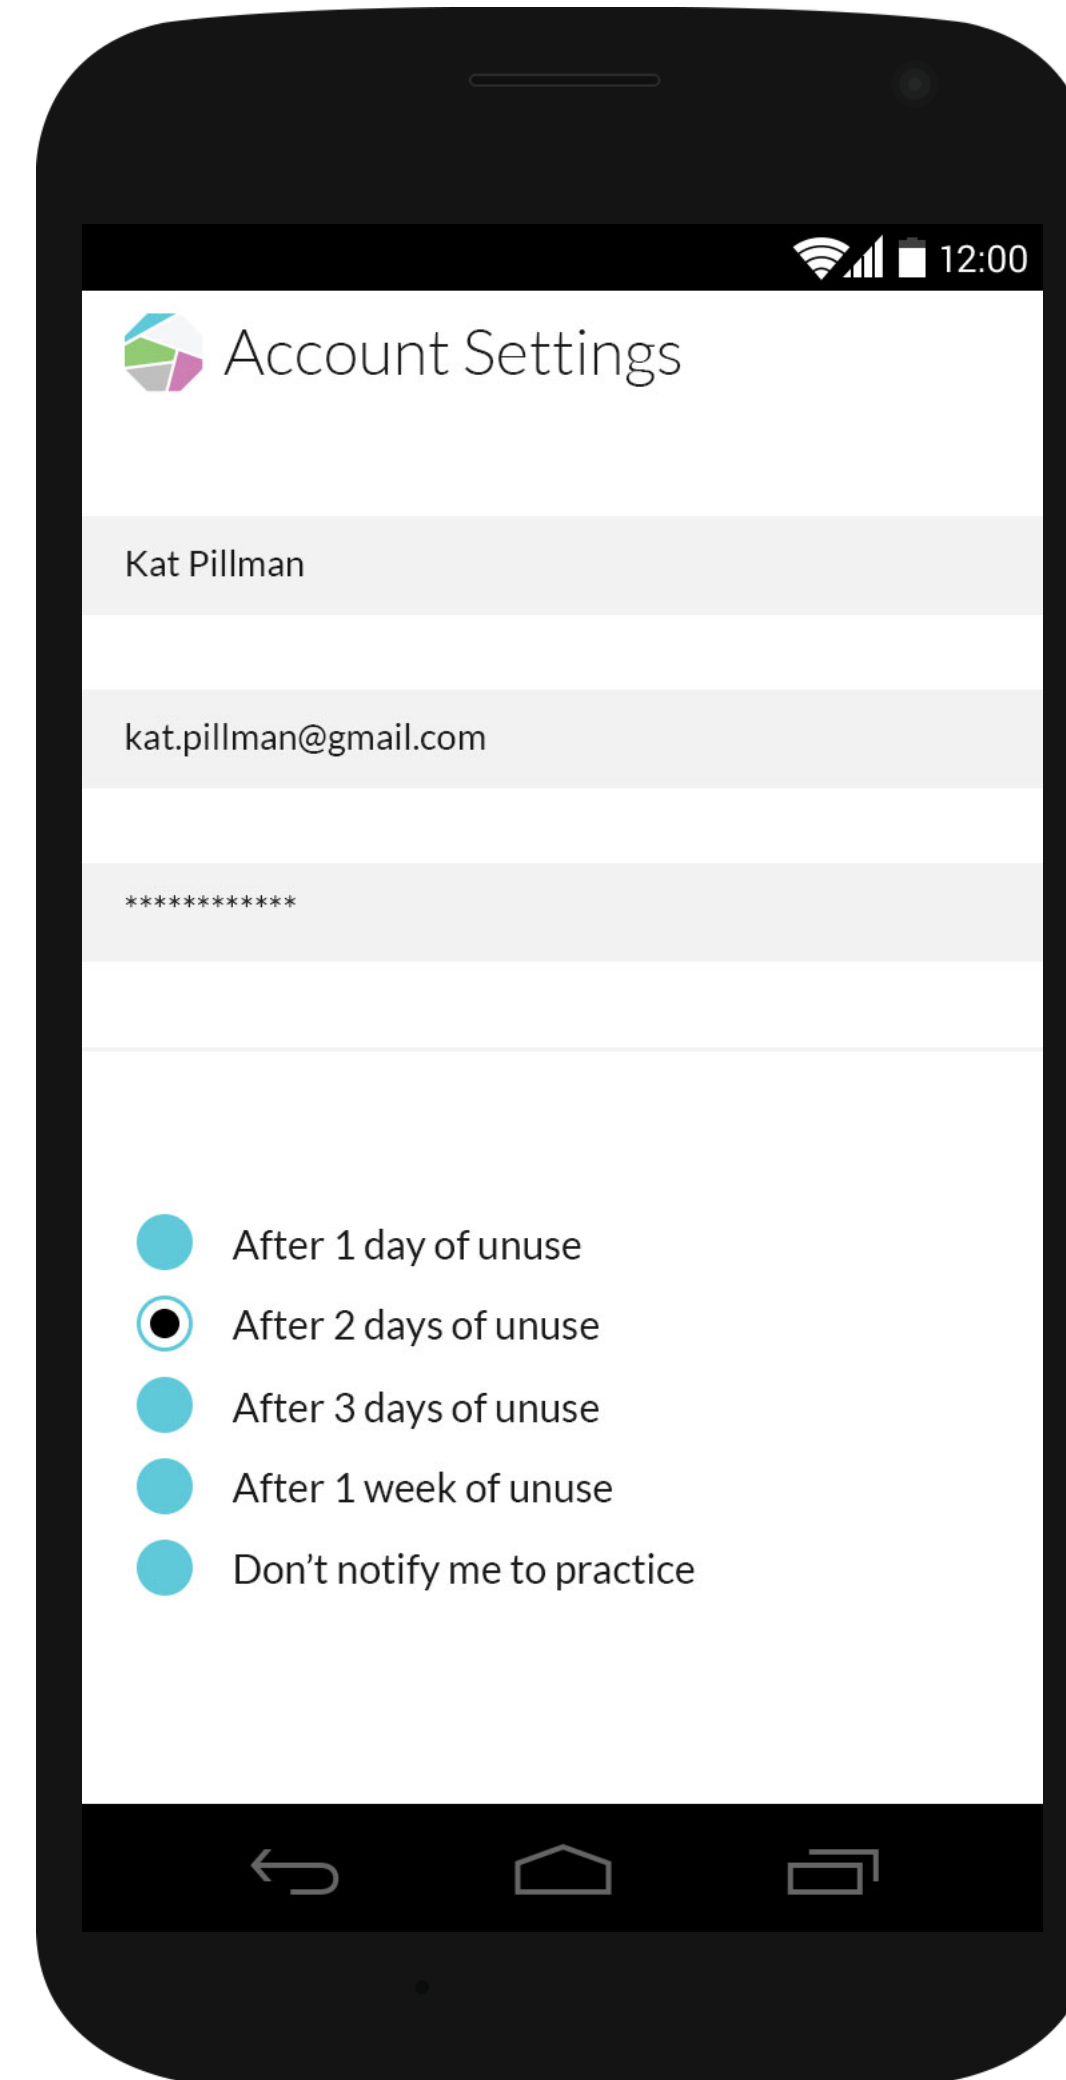 12:00
Account Settings
Kat Pillman
kat.pillman@gmail.com
************
After 1 day of unuse
After 2 days of unuse
After 3 days of unuse
After 1 week of unuse
Don’t notify me to practice